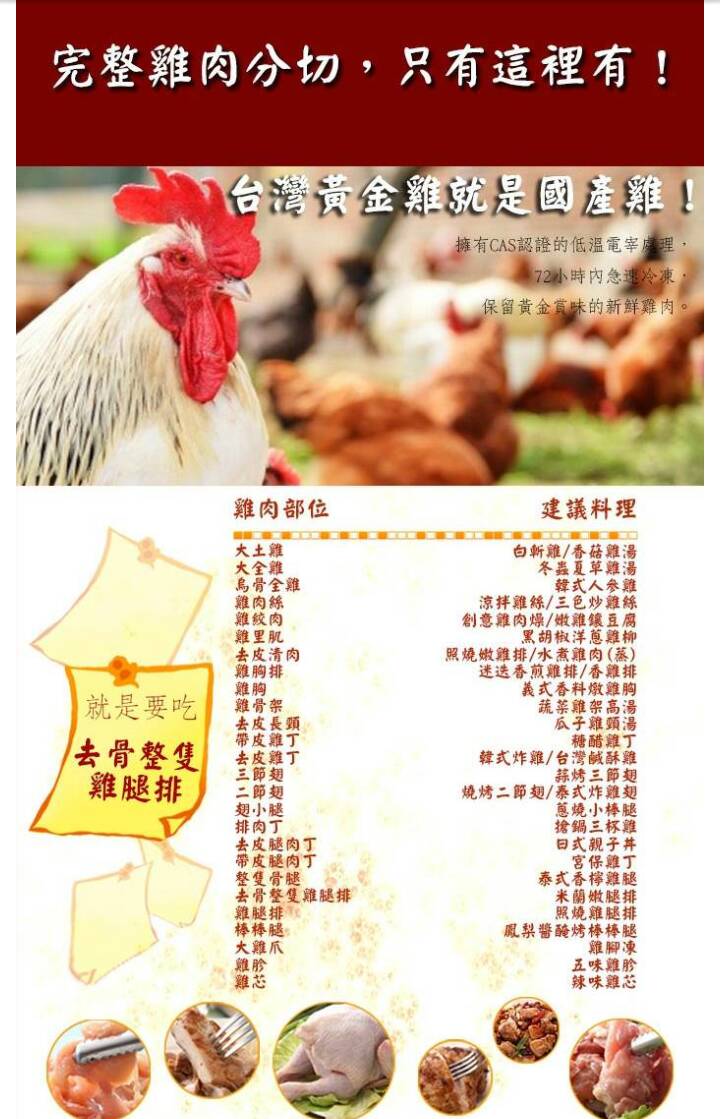 完整雞肉分切，只有這裡有！
台灣黃金雞就是國產雞！
擁有CAS認證的低溫電宰處理，
72小時內急速冷凍，
保留黃金賞味的新鮮雞肉。
雞肉部位 建議料理
大土雞 白斬雞/香菇雞湯
大全雞 冬蟲夏草雞湯
烏骨全雞 韓式人參雞
雞肉絲 涼拌雞絲/三色炒雞絲
雞絞肉 創意雞肉燥/嫩雞鑲豆腐
雞里肌 黑胡椒洋蔥雞柳
去皮清肉 照燒嫩雞排/水煮雞肉(蒸)
雞胸排 迷迭香煎雞排/香雞排
雞胸 義式香料燉雞胸
雞骨架 蔬菜雞架高湯
去皮長頸 瓜子雞頸湯
帶皮雞丁 糖醋雞丁
去皮雞丁 韓式炸雞/台灣鹹酥雞
三節翅 蒜烤三節翅
二節翅 燒烤二節翅/泰式炸雞翅
翅小腿 蔥燒小棒腿
排肉丁 搶鍋三杯雞
去皮腿肉丁 日式親子丼
帶皮腿肉丁 宮保雞丁
整隻骨腿 泰式香檸雞腿
去骨整隻雞腿排 米蘭嫩腿排
雞腿排 照燒雞腿排
棒棒腿 鳳梨醬醃烤棒棒腿
大雞爪 雞腳凍
雞胗 五味雞胗
雞芯 辣味雞芯
就是要吃
去骨整隻
雞腿排